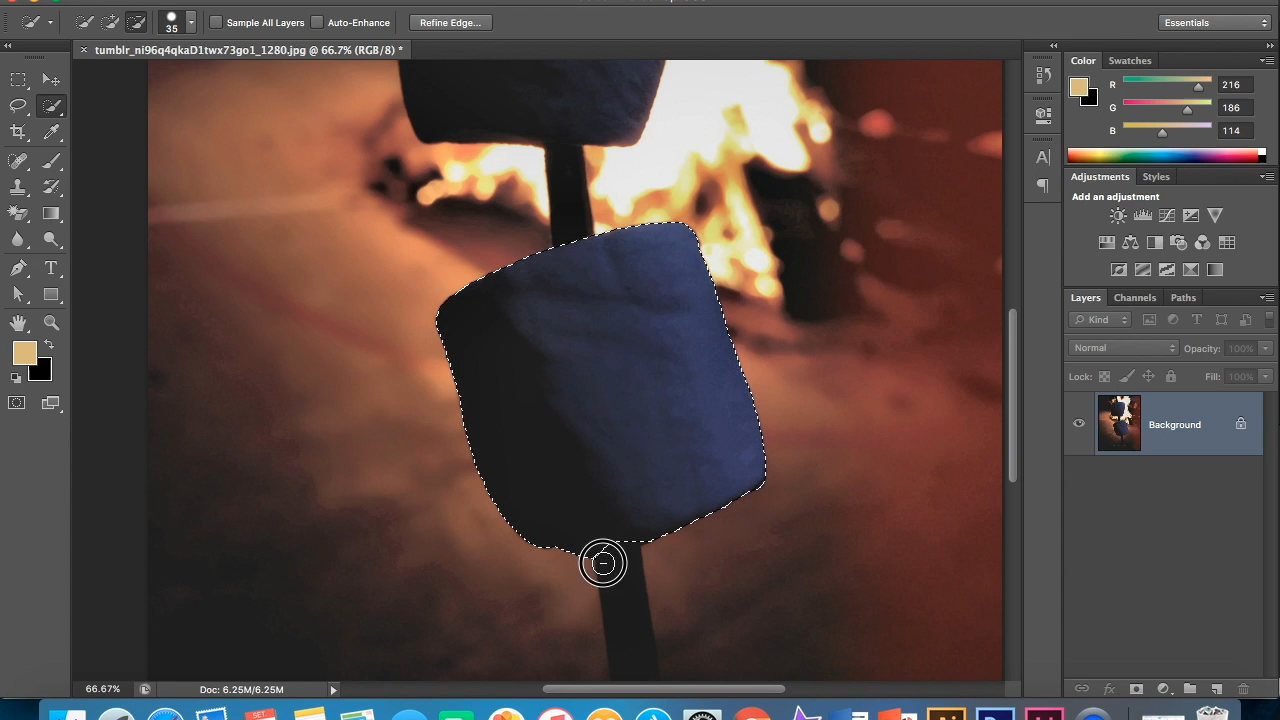 35
Sample All Layers
Auto-Enhance
Refine Edge...
Essentials
tumblr_ni96q4qkaD1twx73go1_1280.jpg @ 66.7% (RGB/8) *
Color
Swatches
R
216
G
186
B
114
Adjustments
Styles
Add an adjustment
Layers
Channels
Paths
Kind
Normal
Opacity:
100%
Lock:
Fill:
100%
Background
66.67%
Doc: 6.25M/6.25M
fx
SET